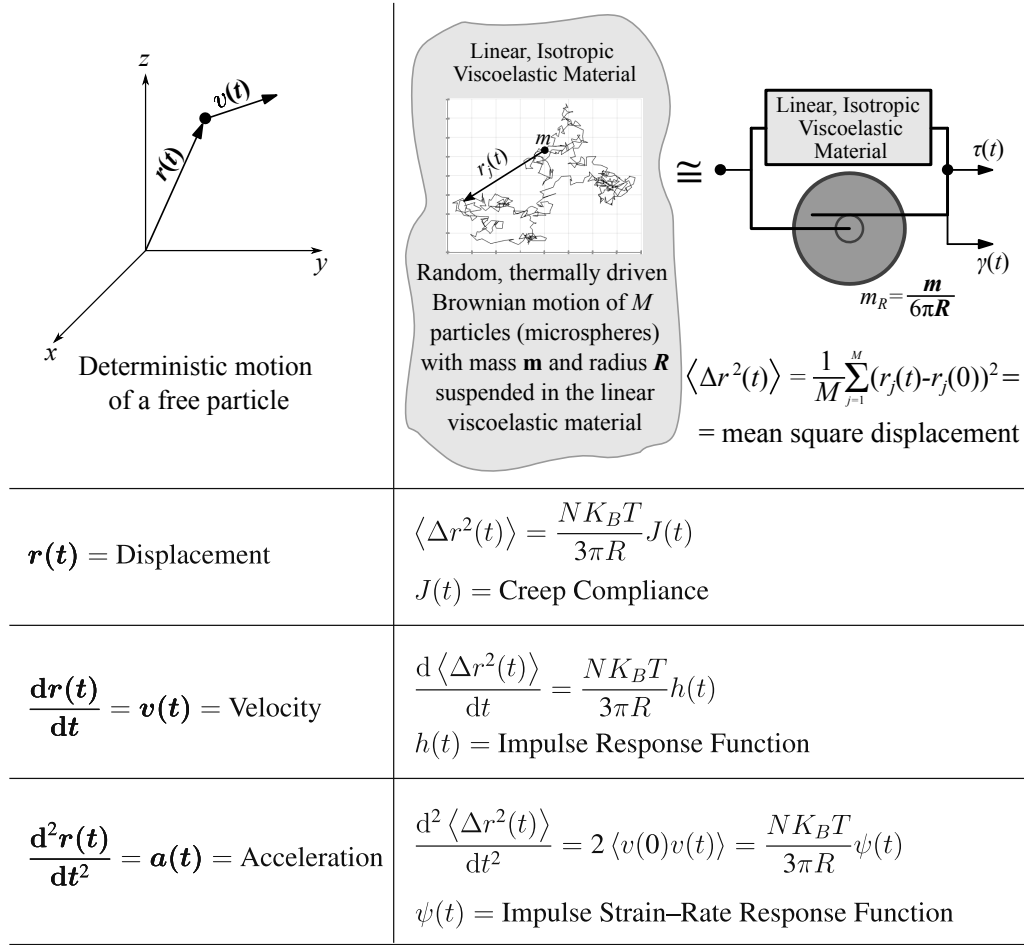 z
v(t)
r(t)
y
x
Deterministic motion
of a free particle
Linear, Isotropic
Viscoelastic Material
m
r_j(t)
Random, thermally driven
Brownian motion of M
particles (microspheres)
with mass m and radius R
suspended in the linear
viscoelastic material
≅
Linear, Isotropic
Viscoelastic
Material
τ(t)
γ(t)
m_R = m/6πR
⟨Δr²(t)⟩ = 1/M ∑_{j=1}^{M} (r_j(t)-r_j(0))² =
= mean square displacement
r(t) = Displacement
⟨Δr²(t)⟩ = NK_BT/3πR J(t)
J(t) = Creep Compliance
dr(t)/dt = v(t) = Velocity
d⟨Δr²(t)⟩/dt = NK_BT/3πR h(t)
h(t) = Impulse Response Function
d²r(t)/dt² = a(t) = Acceleration
d²⟨Δr²(t)⟩/dt² = 2⟨v(0)v(t)⟩ = NK_BT/3πR ψ(t)
ψ(t) = Impulse Strain–Rate Response Function